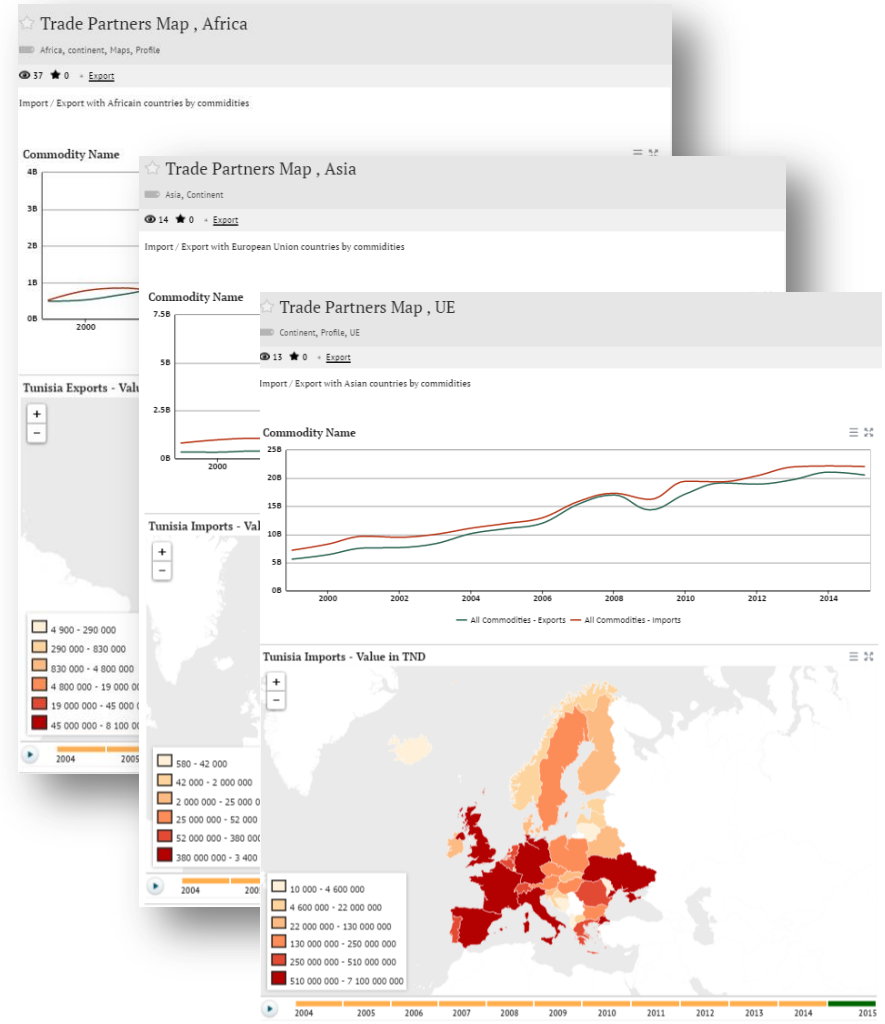 Trade Partners Map , Africa
Africa, continent, Maps, Profile
37 0 Export
Import / Export with Africain countries by commidities
Commodity Name
4B
3B
2B
1B
0B
2000
Tunisia Exports - Valu
+
−
4 900 - 290 000
290 000 - 830 000
830 000 - 4 800 000
4 800 000 - 19 000 00
19 000 000 - 45 000 0
45 000 000 - 8 100 00
2004 2005
Trade Partners Map , Asia
Asia, Continent
14 0 Export
Import / Export with European Union countries by commidities
Commodity Name
7.5B
5B
2.5B
0B
2000
Tunisia Imports - Val
+
−
580 - 42 000
42 000 - 2 000 000
2 000 000 - 25 000 0
25 000 000 - 52 000
52 000 000 - 380 000
380 000 000 - 3 400
2004 200
Trade Partners Map , UE
Continent, Profile, UE
13 0 Export
Import / Export with Asian countries by commidities
Commodity Name
25B
20B
15B
10B
5B
0B
2000 2002 2004 2006 2008 2010 2012 2014
All Commodities - Exports All Commodities - Imports
Tunisia Imports - Value in TND
+
−
10 000 - 4 600 000
4 600 000 - 22 000 000
22 000 000 - 130 000 000
130 000 000 - 250 000 000
250 000 000 - 510 000 000
510 000 000 - 7 100 000 000
2004 2005 2006 2007 2008 2009 2010 2011 2012 2013 2014 2015